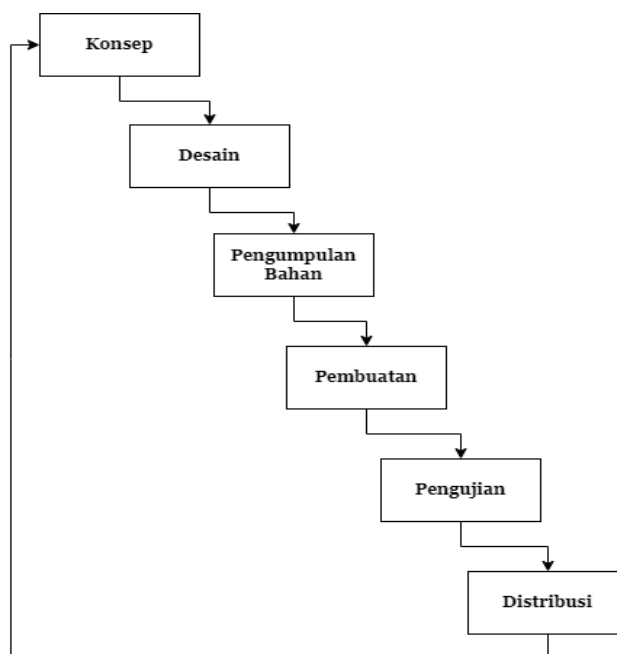 Konsep
Desain
Pengumpulan
Bahan
Pembuatan
Pengujian
Distribusi